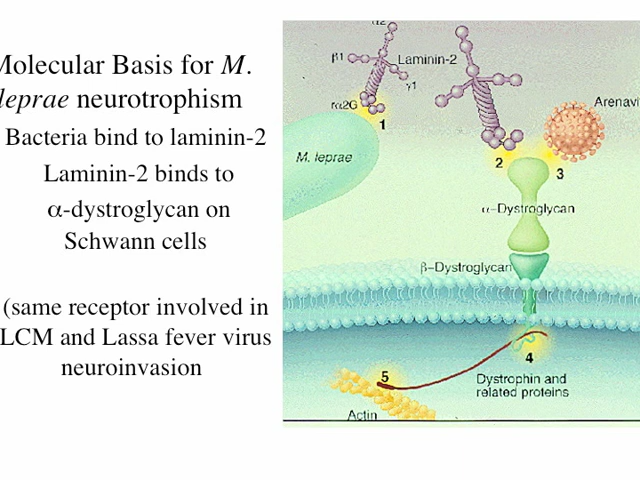 Molecular Basis for M.
leprae neurotrophism
Bacteria bind to laminin-2
Laminin-2 binds to
α-dystroglycan on
Schwann cells
(same receptor involved in
LCM and Lassa fever virus
neuroinvasion
α2
β1
Laminin-2
γ1
rα2G
1
M. leprae
Arenavi
2
3
α-Dystroglycan
β-Dystroglycan
4
5
Dystrophin and
related proteins
Actin